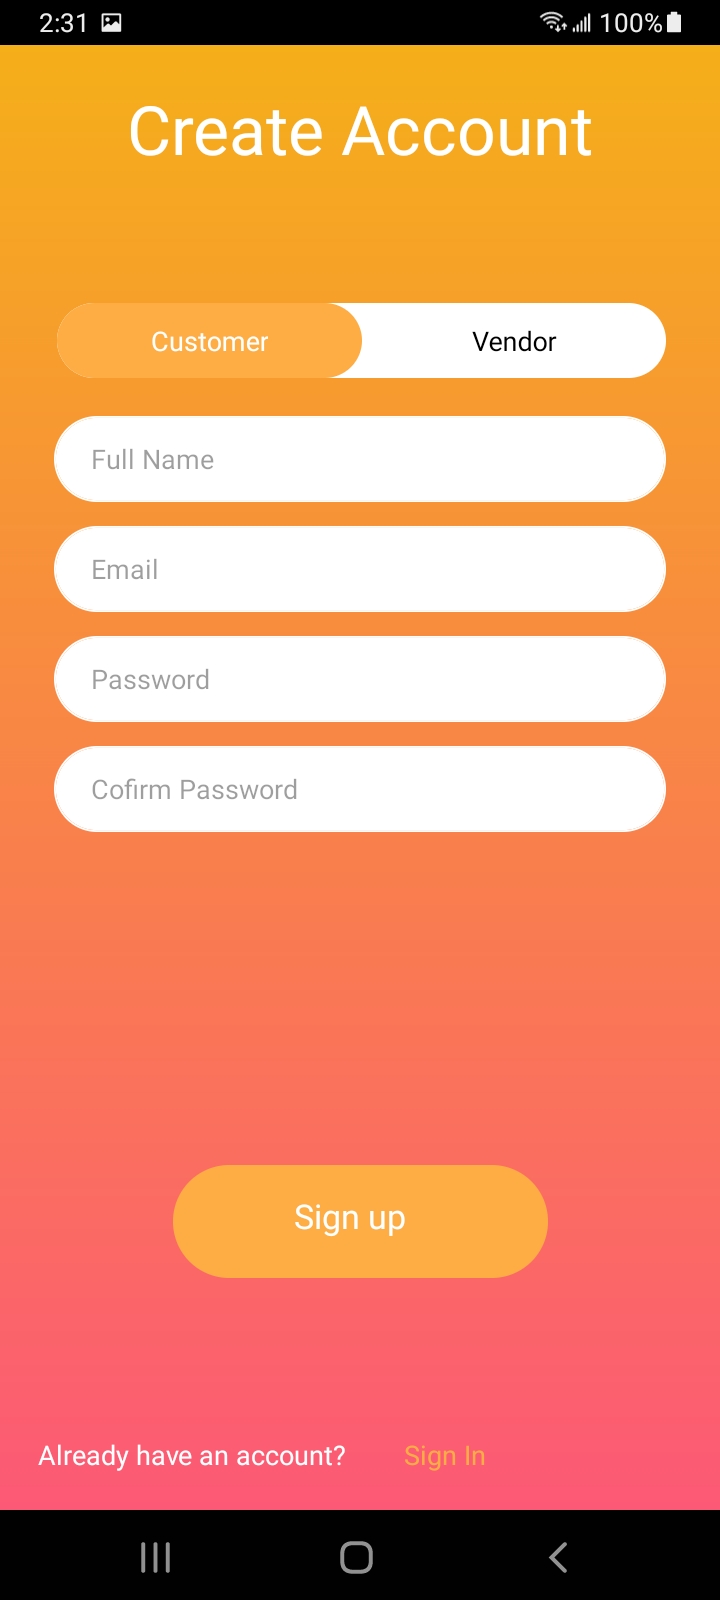 2:31 100%
Create Account
Customer Vendor
Full Name
Email
Password
Cofirm Password
Sign up
Already have an account? Sign In